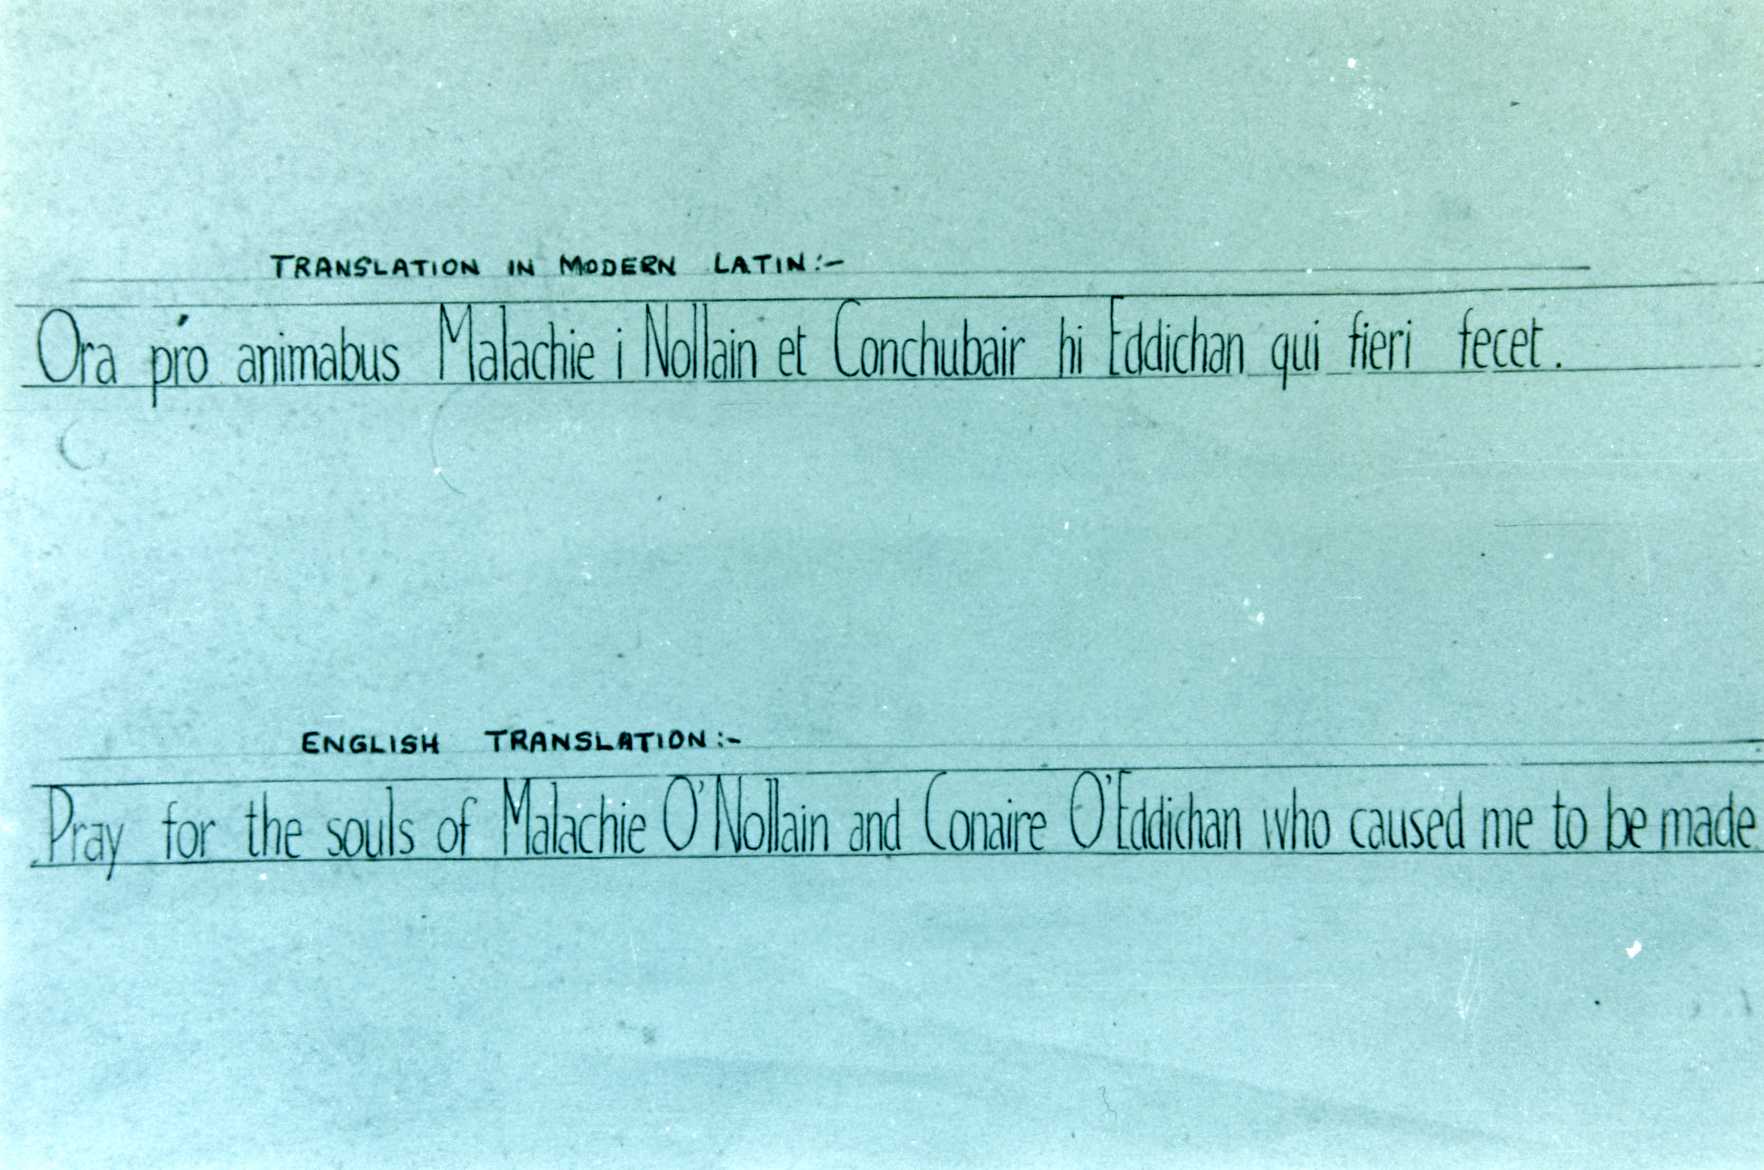 TRANSLATION IN MODERN LATIN:-
Ora pró animabus Malachie i Nollain et Conchubair hi Eddichan qui fieri fecet.
ENGLISH TRANSLATION:-
Pray for the souls of Malachie O'Nollain and Conaire O'Eddichan who caused me to be made